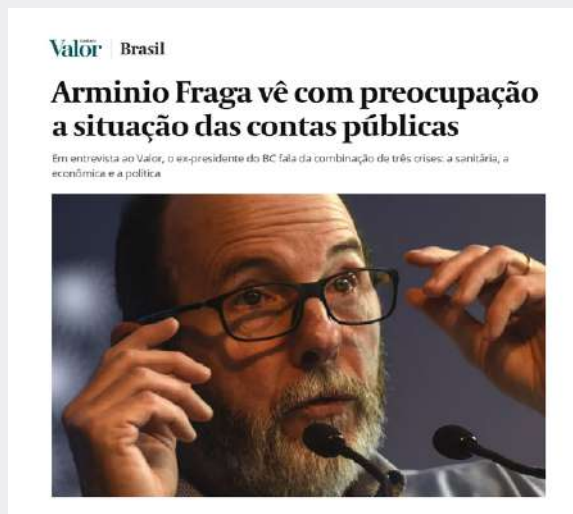 Valor Brasil
Arminio Fraga vê com preocupação
a situação das contas públicas
Em entrevista ao Valor, o ex-presidente do BC fala da combinação de três crises: a sanitária, a
econômica e a política